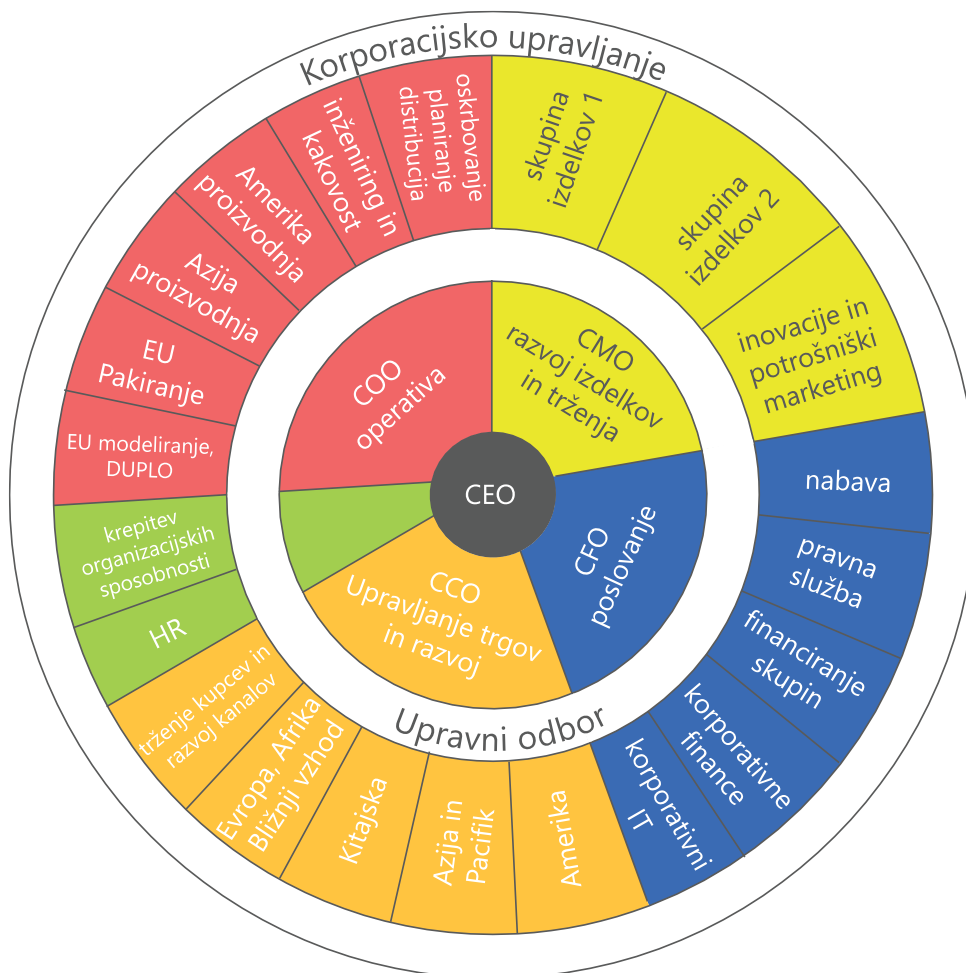 Korporacijsko upravljanje
oskrbovanje
planiranje
distribucija
skupina
izdelkov 1
skupina
izdelkov 2
inovacije in
potrošniški
marketing
nabava
pravna
služba
financiranje
skupin
korporativne
finance
korporativni
IT
Amerika
Azija in
Pacifik
Kitajska
Evropa, Afrika
Bližnji vzhod
trženje kupcev in
razvoj kanalov
HR
krepitev
organizacijskih
sposobnosti
EU modeliranje,
DUPLO
EU
Pakiranje
Azija
proizvodnja
Amerika
proizvodnja
inženiring in
kakovost
COO
operativa
CMO
razvoj izdelkov
in trženja
CEO
CFO
poslovanje
CCO
Upravljanje trgov
in razvoj
Upravni odbor